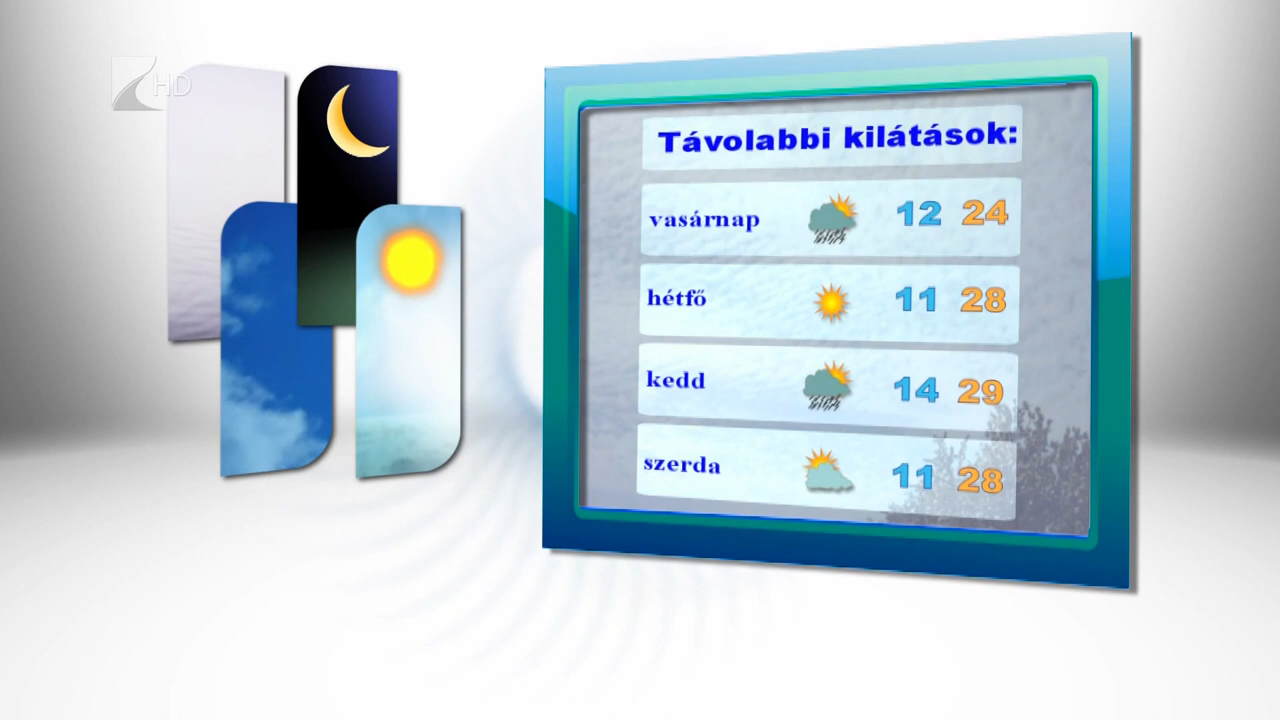 HD
Távolabbi kilátások:
vasárnap 12 24
hétfő 11 28
kedd 14 29
szerda 11 28